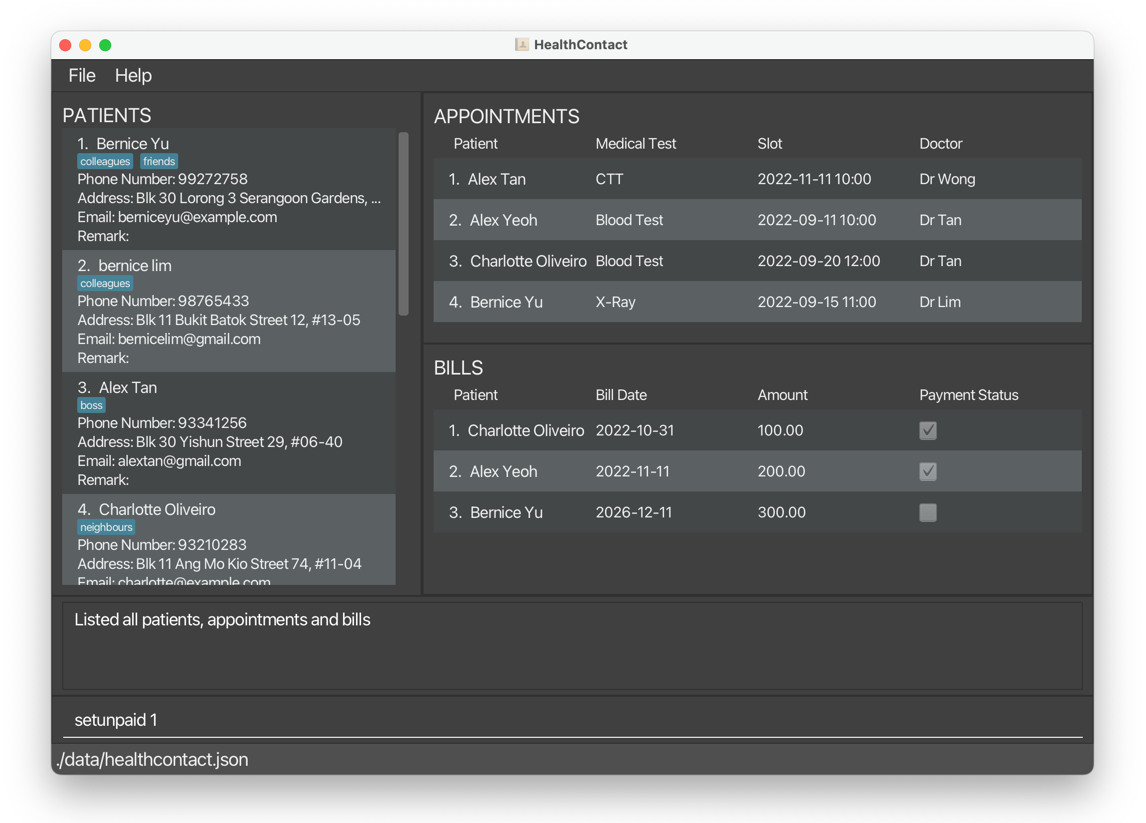 HealthContact
File Help
PATIENTS
1. Bernice Yu
colleagues friends
Phone Number: 99272758
Address: Blk 30 Lorong 3 Serangoon Gardens, ...
Email: berniceyu@example.com
Remark:
2. bernice lim
colleagues
Phone Number: 98765433
Address: Blk 11 Bukit Batok Street 12, #13-05
Email: bernicelim@gmail.com
Remark:
3. Alex Tan
boss
Phone Number: 93341256
Address: Blk 30 Yishun Street 29, #06-40
Email: alextan@gmail.com
Remark:
4. Charlotte Oliveiro
neighbours
Phone Number: 93210283
Address: Blk 11 Ang Mo Kio Street 74, #11-04
Email: charlotte@example.com
APPOINTMENTS
Patient Medical Test Slot Doctor
1. Alex Tan CTT 2022-11-11 10:00 Dr Wong
2. Alex Yeoh Blood Test 2022-09-11 10:00 Dr Tan
3. Charlotte Oliveiro Blood Test 2022-09-20 12:00 Dr Tan
4. Bernice Yu X-Ray 2022-09-15 11:00 Dr Lim
BILLS
Patient Bill Date Amount Payment Status
1. Charlotte Oliveiro 2022-10-31 100.00
2. Alex Yeoh 2022-11-11 200.00
3. Bernice Yu 2026-12-11 300.00
Listed all patients, appointments and bills
setunpaid 1
./data/healthcontact.json